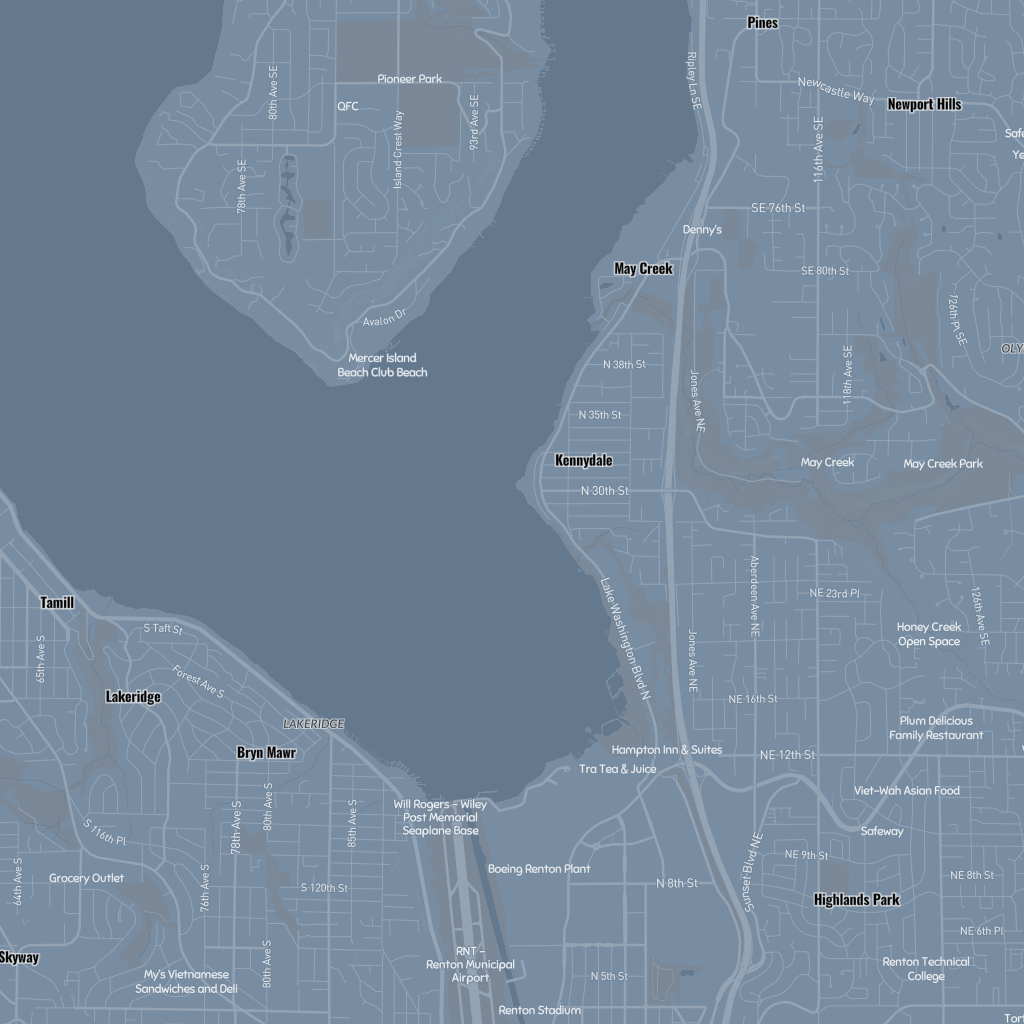 Pines
Ripley Ln SE
80th Ave SE
Pioneer Park
QFC
93rd Ave SE
Island Crest Way
78th Ave SE
Newcastle Way
Newport Hills
116th Ave SE
SE 76th St
Denny's
May Creek
SE 80th St
126th Pl SE
Avalon Dr
Mercer Island
Beach Club Beach
N 38th St
118th Ave SE
Jones Ave NE
N 35th St
Kennydale
May Creek
May Creek Park
N 30th St
Aberdeen Ave NE
NE 23rd Pl
126th Ave SE
Honey Creek
Open Space
Tamill
S Taft St
65th Ave S
Forest Ave S
Lakeridge
LAKERIDGE
Bryn Mawr
Lake Washington Blvd N
Jones Ave NE
NE 16th St
Plum Delicious
Family Restaurant
Hampton Inn & Suites
NE 12th St
Tra Tea & Juice
Viet-Wah Asian Food
Will Rogers - Wiley
Post Memorial
Seaplane Base
78th Ave S
80th Ave S
85th Ave S
S 116th Pl
Safeway
Grocery Outlet
64th Ave S
76th Ave S
S 120th St
Boeing Renton Plant
N 8th St
Sunset Blvd NE
NE 9th St
NE 8th St
Highlands Park
NE 6th Pl
Skyway
My's Vietnamese
Sandwiches and Deli
80th Ave S
RNT -
Renton Municipal
Airport
N 5th St
Renton Technical
College
Renton Stadium